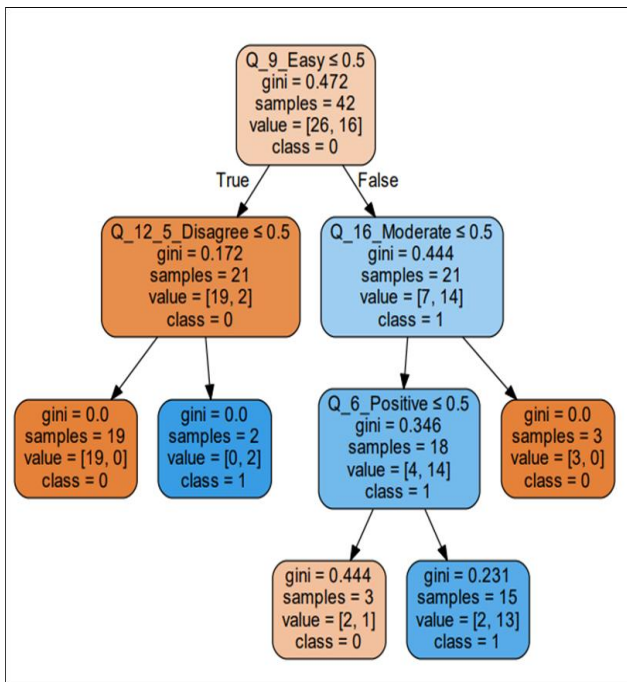 Q_9_Easy ≤ 0.5
gini = 0.472
samples = 42
value = [26, 16]
class = 0
True
False
Q_12_5_Disagree ≤ 0.5
gini = 0.172
samples = 21
value = [19, 2]
class = 0
Q_16_Moderate ≤ 0.5
gini = 0.444
samples = 21
value = [7, 14]
class = 1
gini = 0.0
samples = 19
value = [19, 0]
class = 0
gini = 0.0
samples = 2
value = [0, 2]
class = 1
Q_6_Positive ≤ 0.5
gini = 0.346
samples = 18
value = [4, 14]
class = 1
gini = 0.0
samples = 3
value = [3, 0]
class = 0
gini = 0.444
samples = 3
value = [2, 1]
class = 0
gini = 0.231
samples = 15
value = [2, 13]
class = 1